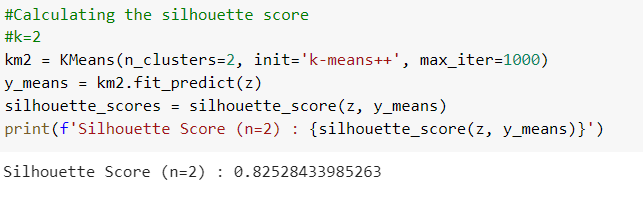 #Calculating the silhouette score
#k=2
km2 = KMeans(n_clusters=2, init='k-means++', max_iter=1000)
y_means = km2.fit_predict(z)
silhouette_scores = silhouette_score(z, y_means)
print(f'Silhouette Score (n=2) : {silhouette_score(z, y_means)}')
Silhouette Score (n=2) : 0.82528433985263